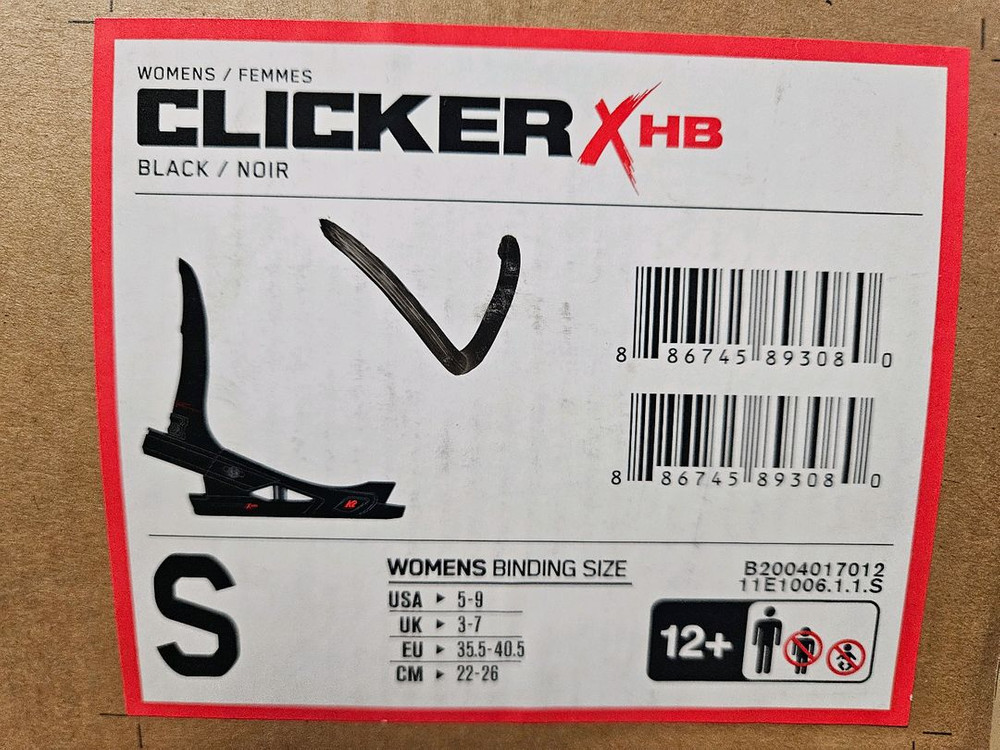 WOMENS / FEMMES
CLICKER X HB
BLACK / NOIR
8 86745 89308 0
8 86745 89308 0
K2
S
WOMENS BINDING SIZE
USA ▶ 5-9
UK ▶ 3-7
EU ▶ 35.5-40.5
CM ▶ 22-26
B2004017012
11E1006.1.1.S
12+